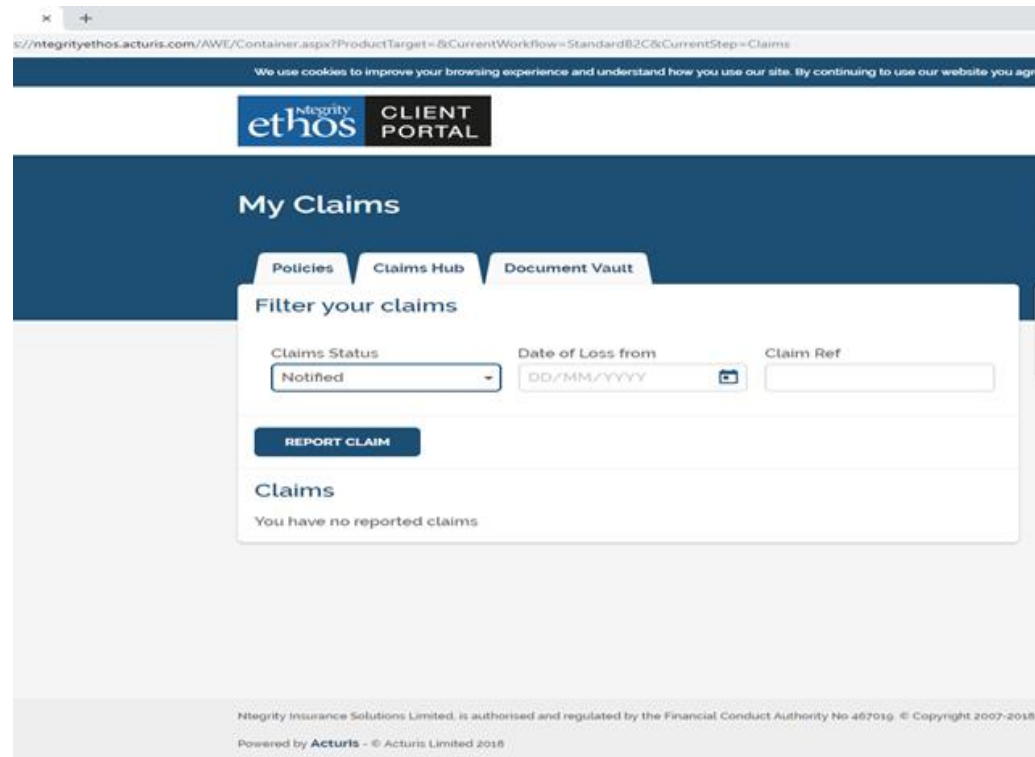 × +
s://ntegrityethos.acturis.com/AWE/Container.aspx?ProductTarget=&CurrentWorkflow=StandardB2C&CurrentStep=Claims
We use cookies to improve your browsing experience and understand how you use our site. By continuing to use our website you agr
Ntegrity
ethos
CLIENT
PORTAL
My Claims
Policies Claims Hub Document Vault
Filter your claims
Claims Status Date of Loss from Claim Ref
Notified DD/MM/YYYY
REPORT CLAIM
Claims
You have no reported claims
Ntegrity Insurance Solutions Limited, is authorised and regulated by the Financial Conduct Authority No 467019. © Copyright 2007-2018
Powered by Acturis - © Acturis Limited 2018